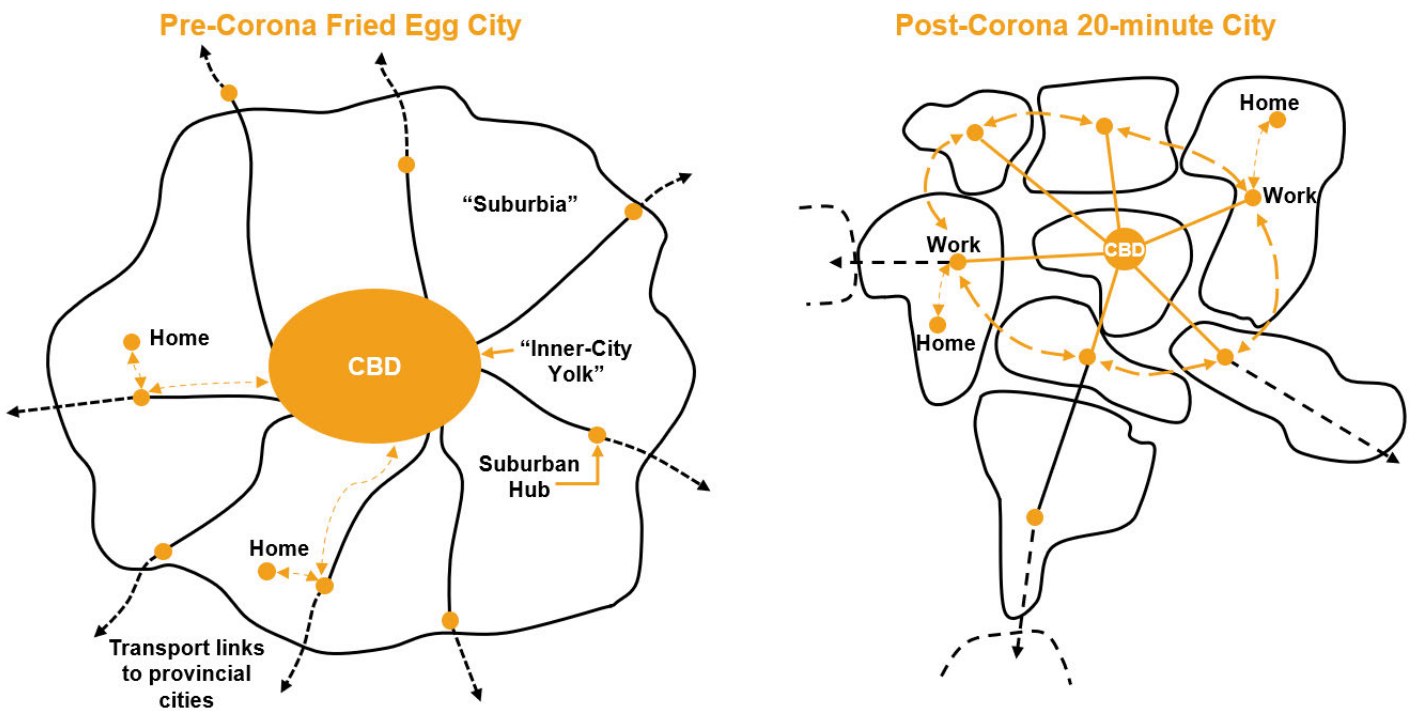 Pre-Corona Fried Egg City
“Suburbia”
Home
CBD
“Inner-City
Yolk”
Suburban
Hub
Home
Transport links
to provincial
cities
Post-Corona 20-minute City
Home
Work
Work
CBD
Home